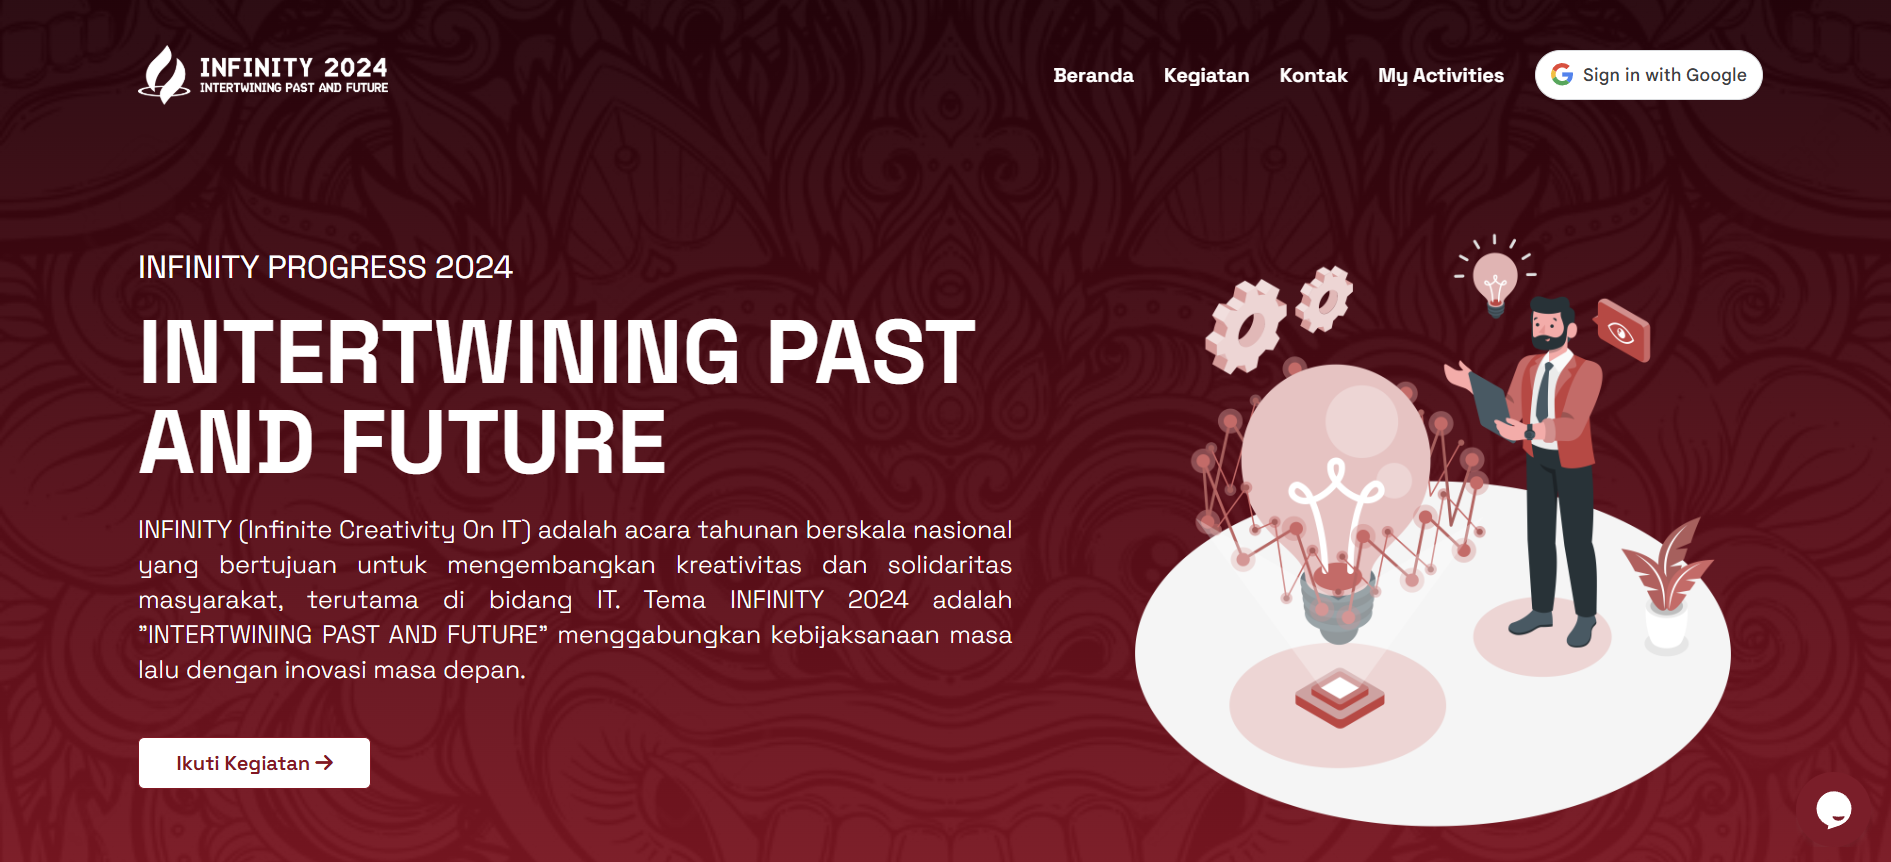 INFINITY 2024
INTERTWINING PAST AND FUTURE
Beranda Kegiatan Kontak My Activities Sign in with Google
INFINITY PROGRESS 2024
INTERTWINING PAST
AND FUTURE
INFINITY (Infinite Creativity On IT) adalah acara tahunan berskala nasional
yang bertujuan untuk mengembangkan kreativitas dan solidaritas
masyarakat, terutama di bidang IT. Tema INFINITY 2024 adalah
"INTERTWINING PAST AND FUTURE" menggabungkan kebijaksanaan masa
lalu dengan inovasi masa depan.
Ikuti Kegiatan →